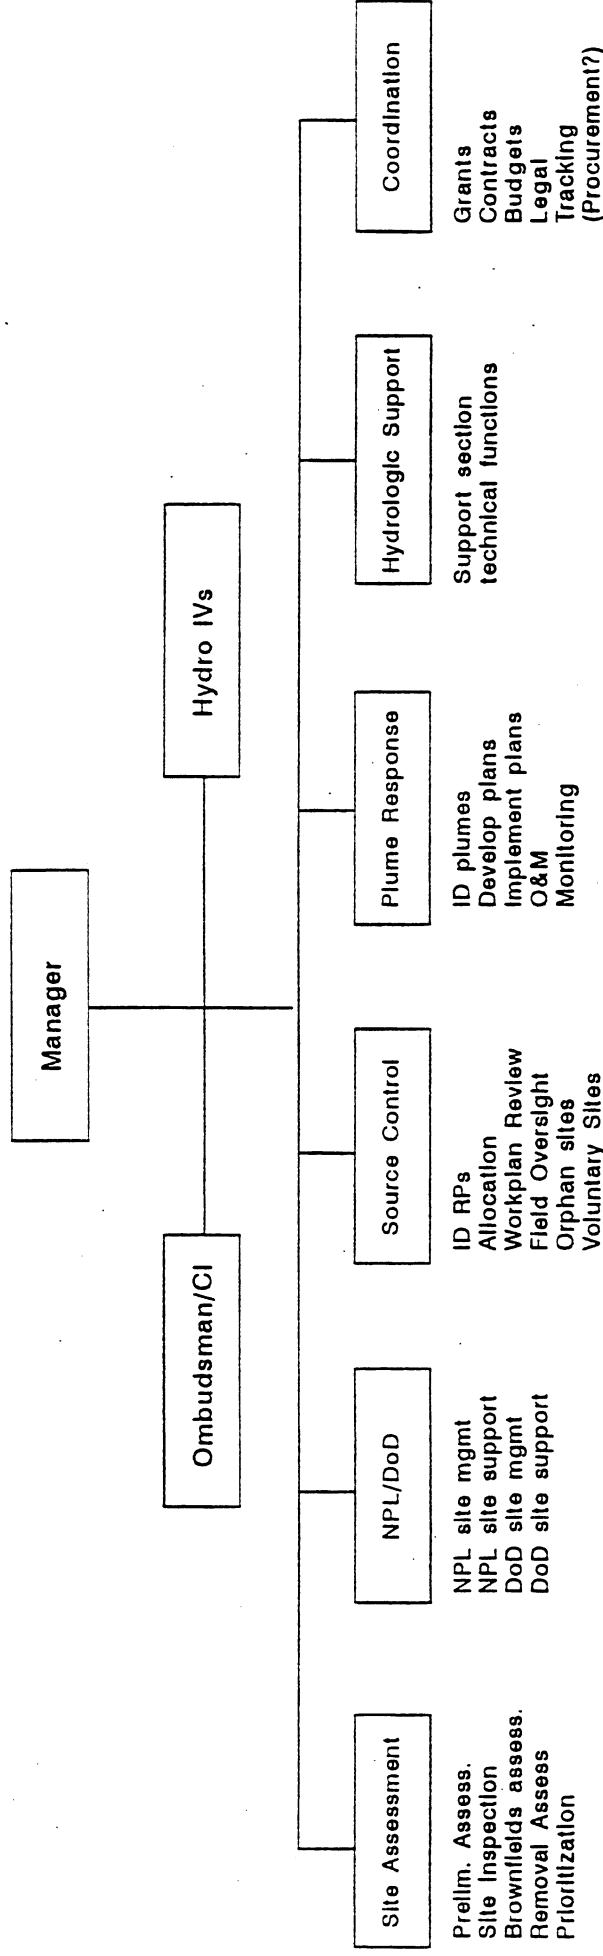 Manager
Ombudsman/CI
Hydro IVs
Site Assessment
Prelim. Assess.
Site Inspection
Brownfields assess.
Removal Assess
Prioritization
NPL/DoD
NPL site mgmt
NPL site support
DoD site mgmt
DoD site support
Source Control
ID RPs
Allocation
Workplan Review
Field Oversight
Orphan sites
Voluntary Sites
Plume Response
ID plumes
Develop plans
Implement plans
O&M
Monitoring
Hydrologic Support
Support section
technical functions
Coordination
Grants
Contracts
Budgets
Legal
Tracking
(Procurement?)